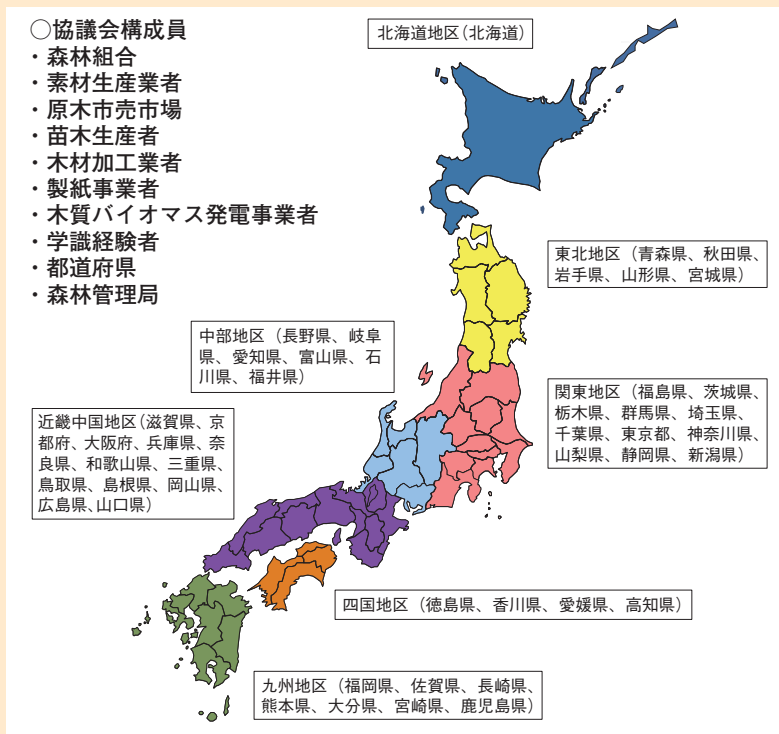 ○協議会構成員
・森林組合
・素材生産業者
・原木市売市場
・苗木生産者
・木材加工業者
・製紙事業者
・木質バイオマス発電事業者
・学識経験者
・都道府県
・森林管理局
北海道地区(北海道)
東北地区(青森県、秋田県、
岩手県、山形県、宮城県)
中部地区(長野県、岐阜
県、愛知県、富山県、石
川県、福井県)
関東地区(福島県、茨城県、
栃木県、群馬県、埼玉県、
千葉県、東京都、神奈川県、
山梨県、静岡県、新潟県)
近畿中国地区(滋賀県、京
都府、大阪府、兵庫県、奈
良県、和歌山県、三重県、
鳥取県、島根県、岡山県、
広島県、山口県)
四国地区(徳島県、香川県、愛媛県、高知県)
九州地区(福岡県、佐賀県、長崎県、
熊本県、大分県、宮崎県、鹿児島県)